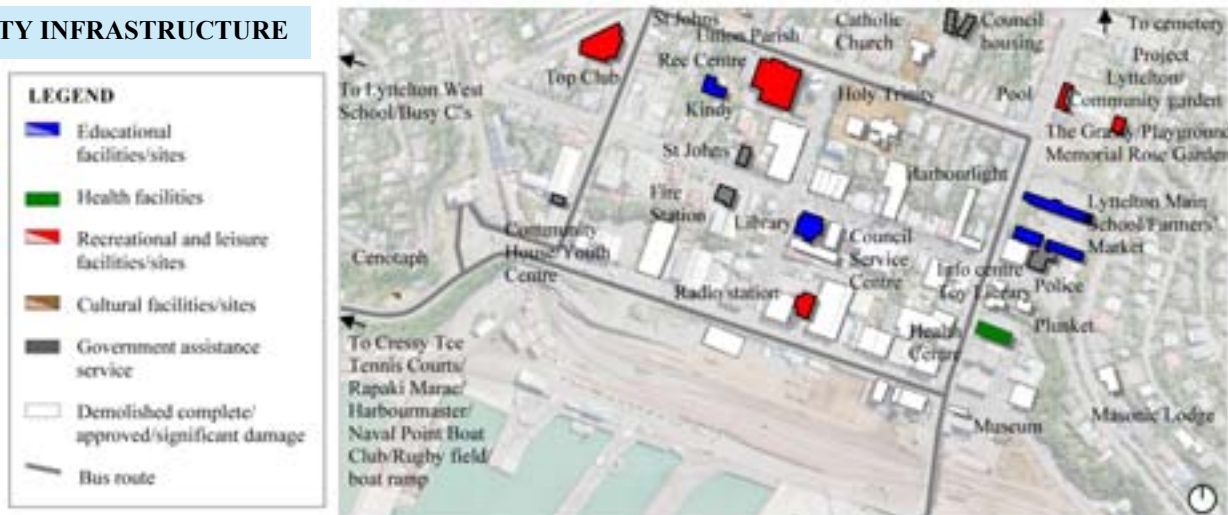 TY INFRASTRUCTURE
LEGEND
Educational
facilities/sites
Health facilities
Recreational and leisure
facilities/sites
Cultural facilities/sites
Government assistance
service
Demolished complete/
approved/significant damage
Bus route
To Lyttelton West
School/Busy C's
Top Club
St Johns
Union Parish
Rec Centre
Kindy
Catholic
Church
Council
housing
To cemetery
Project
Lyttelton/
Community garden
Pool
Holy Trinity
The Grassy/Playground
Memorial Rose Garden
St Johns
Harbourlight
Fire
Station
Library
Council
Service
Centre
Lyttelton Main
School/Farmers'
Market
Community
House/Youth
Centre
Cenotaph
Info centre
Toy Library
Police
Radio station
Health
Centre
Plunket
To Cressy Tce
Tennis Courts/
Rapaki Marae/
Harbourmaster/
Naval Point Boat
Club/Rugby field/
boat ramp
Museum
Masonic Lodge